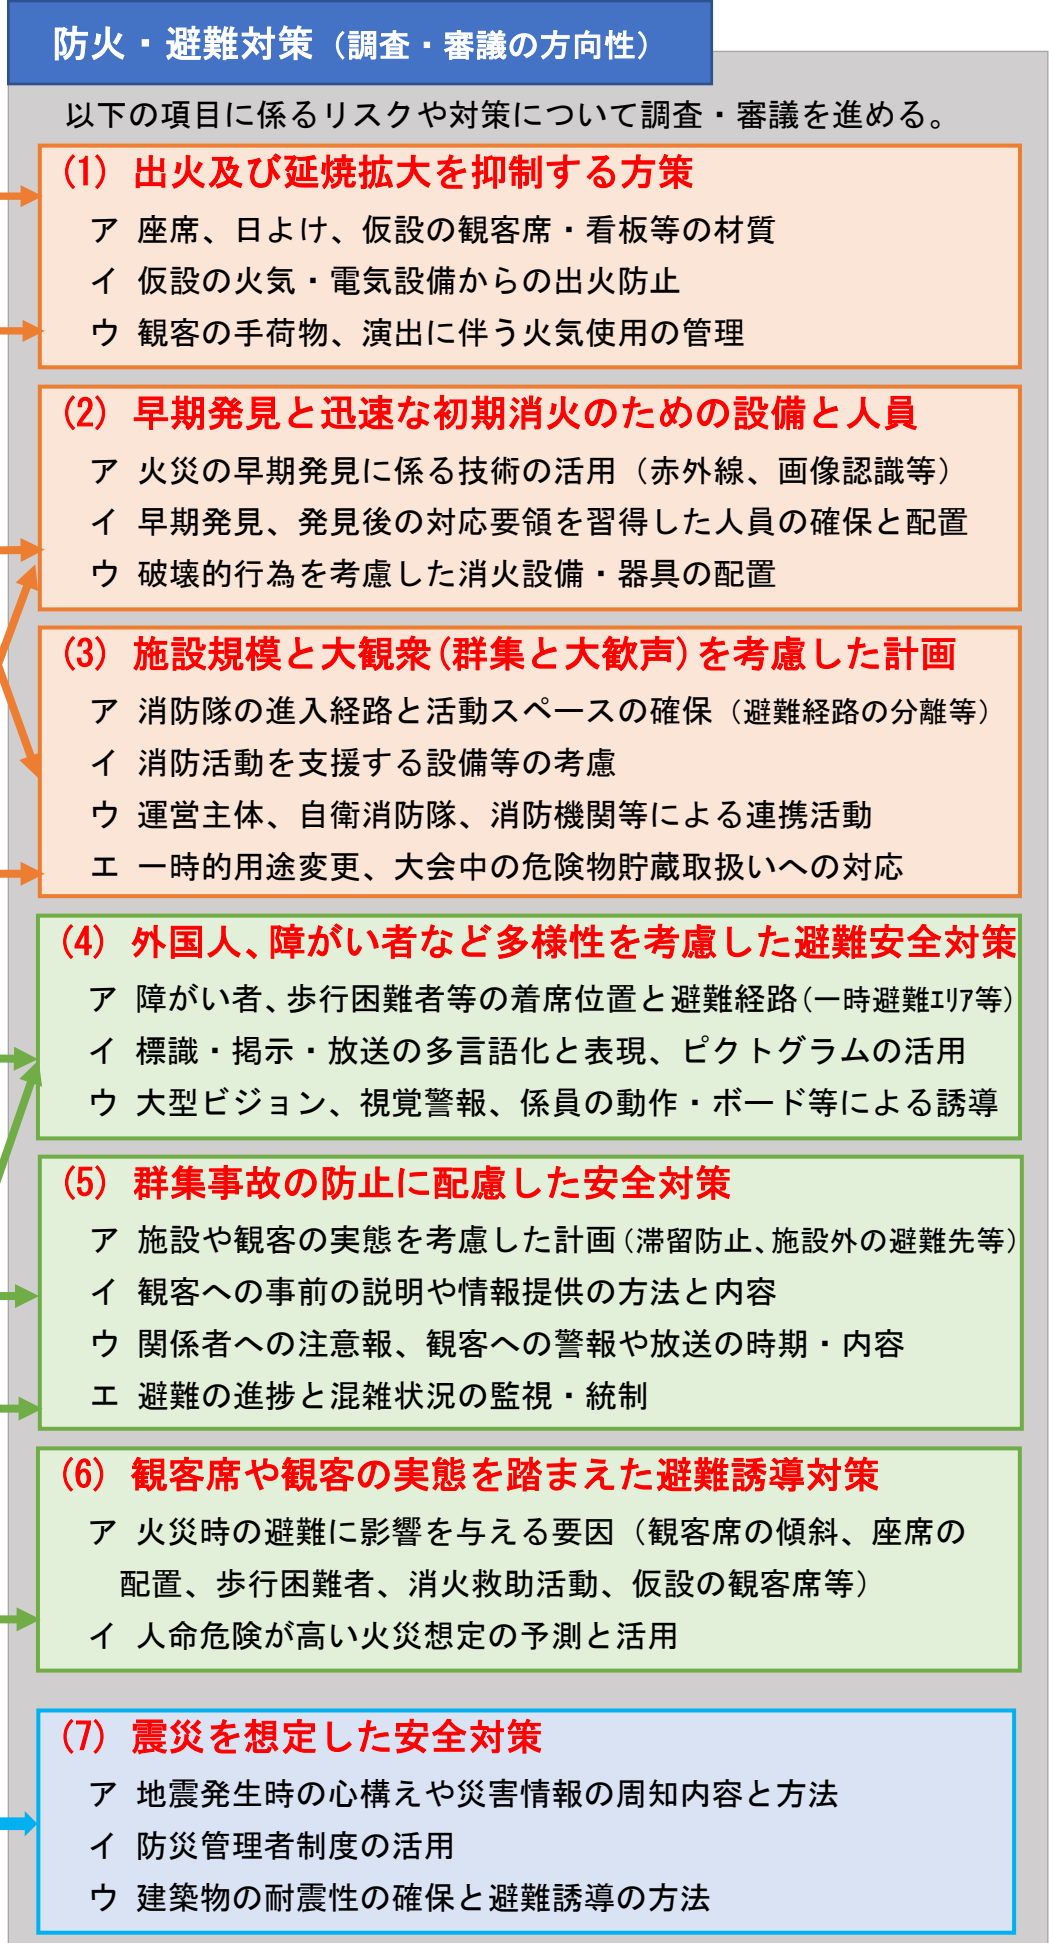 防火・避難対策（調査・審議の方向性）
以下の項目に係るリスクや対策について調査・審議を進める。
(1) 出火及び延焼拡大を抑制する方策
ア 座席、日よけ、仮設の観客席・看板等の材質
イ 仮設の火気・電気設備からの出火防止
ウ 観客の手荷物、演出に伴う火気使用の管理
(2) 早期発見と迅速な初期消火のための設備と人員
ア 火災の早期発見に係る技術の活用（赤外線、画像認識等）
イ 早期発見、発見後の対応要領を習得した人員の確保と配置
ウ 破壊的行為を考慮した消火設備・器具の配置
(3) 施設規模と大観衆(群集と大歓声)を考慮した計画
ア 消防隊の進入経路と活動スペースの確保（避難経路の分離等）
イ 消防活動を支援する設備等の考慮
ウ 運営主体、自衛消防隊、消防機関等による連携活動
エ 一時的用途変更、大会中の危険物貯蔵取扱いへの対応
(4) 外国人、障がい者など多様性を考慮した避難安全対策
ア 障がい者、歩行困難者等の着席位置と避難経路(一時避難ｴﾘｱ等)
イ 標識・掲示・放送の多言語化と表現、ピクトグラムの活用
ウ 大型ビジョン、視覚警報、係員の動作・ボード等による誘導
(5) 群集事故の防止に配慮した安全対策
ア 施設や観客の実態を考慮した計画(滞留防止、施設外の避難先等)
イ 観客への事前の説明や情報提供の方法と内容
ウ 関係者への注意報、観客への警報や放送の時期・内容
エ 避難の進捗と混雑状況の監視・統制
(6) 観客席や観客の実態を踏まえた避難誘導対策
ア 火災時の避難に影響を与える要因（観客席の傾斜、座席の
配置、歩行困難者、消火救助活動、仮設の観客席等）
イ 人命危険が高い火災想定の予測と活用
(7) 震災を想定した安全対策
ア 地震発生時の心構えや災害情報の周知内容と方法
イ 防災管理者制度の活用
ウ 建築物の耐震性の確保と避難誘導の方法